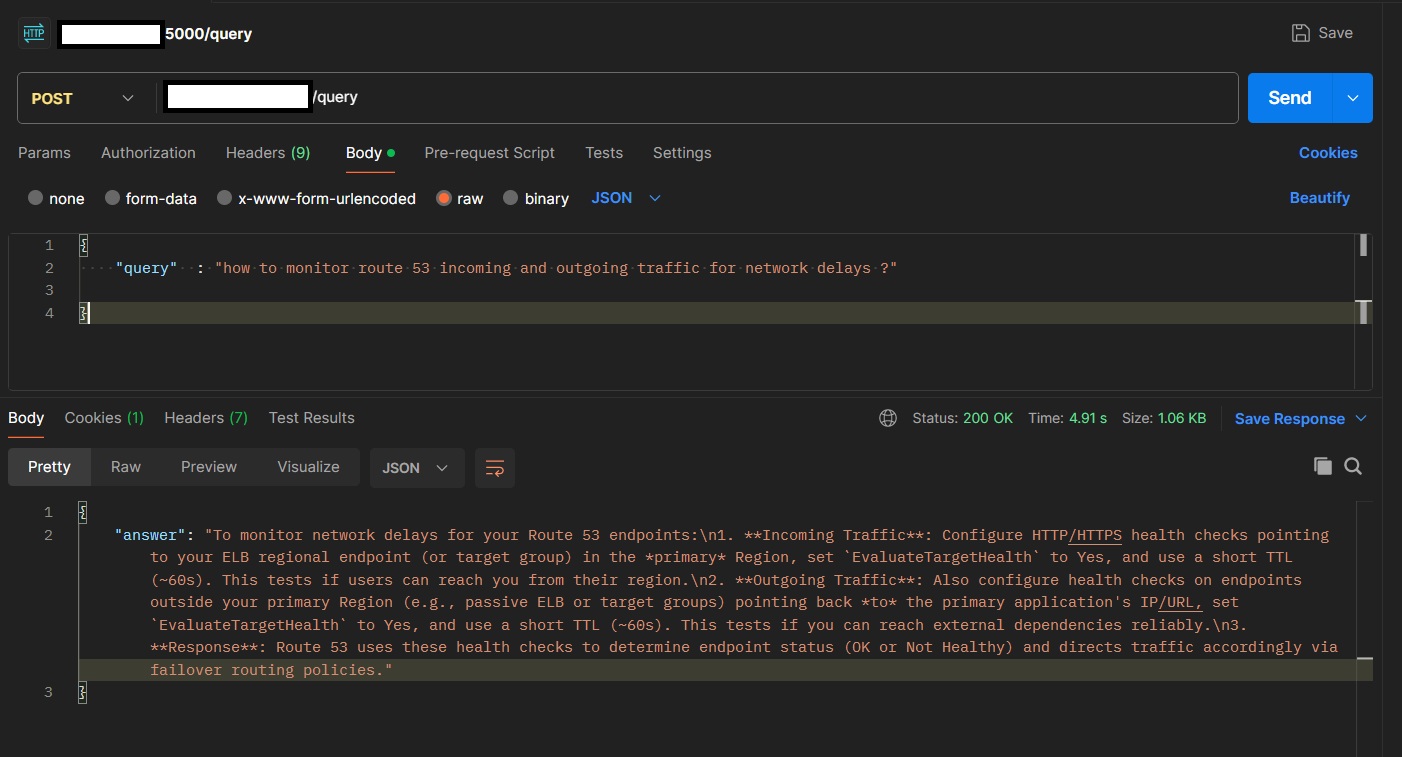 HTTP 5000/query Save
POST /query Send
Params Authorization Headers (9) Body Pre-request Script Tests Settings Cookies
none form-data x-www-form-urlencoded raw binary JSON Beautify
1 {
2 "query" : "how to monitor route 53 incoming and outgoing traffic for network delays ?"
3
4 }
Body Cookies (1) Headers (7) Test Results Status: 200 OK Time: 4.91 s Size: 1.06 KB Save Response
Pretty Raw Preview Visualize JSON
1 {
2 "answer": "To monitor network delays for your Route 53 endpoints:\n1. **Incoming Traffic**: Configure HTTP/HTTPS health checks pointing
to your ELB regional endpoint (or target group) in the *primary* Region, set `EvaluateTargetHealth` to Yes, and use a short TTL
(~60s). This tests if users can reach you from their region.\n2. **Outgoing Traffic**: Also configure health checks on endpoints
outside your primary Region (e.g., passive ELB or target groups) pointing back *to* the primary application's IP/URL, set
`EvaluateTargetHealth` to Yes, and use a short TTL (~60s). This tests if you can reach external dependencies reliably.\n3.
**Response**: Route 53 uses these health checks to determine endpoint status (OK or Not Healthy) and directs traffic accordingly via
failover routing policies."
3 }